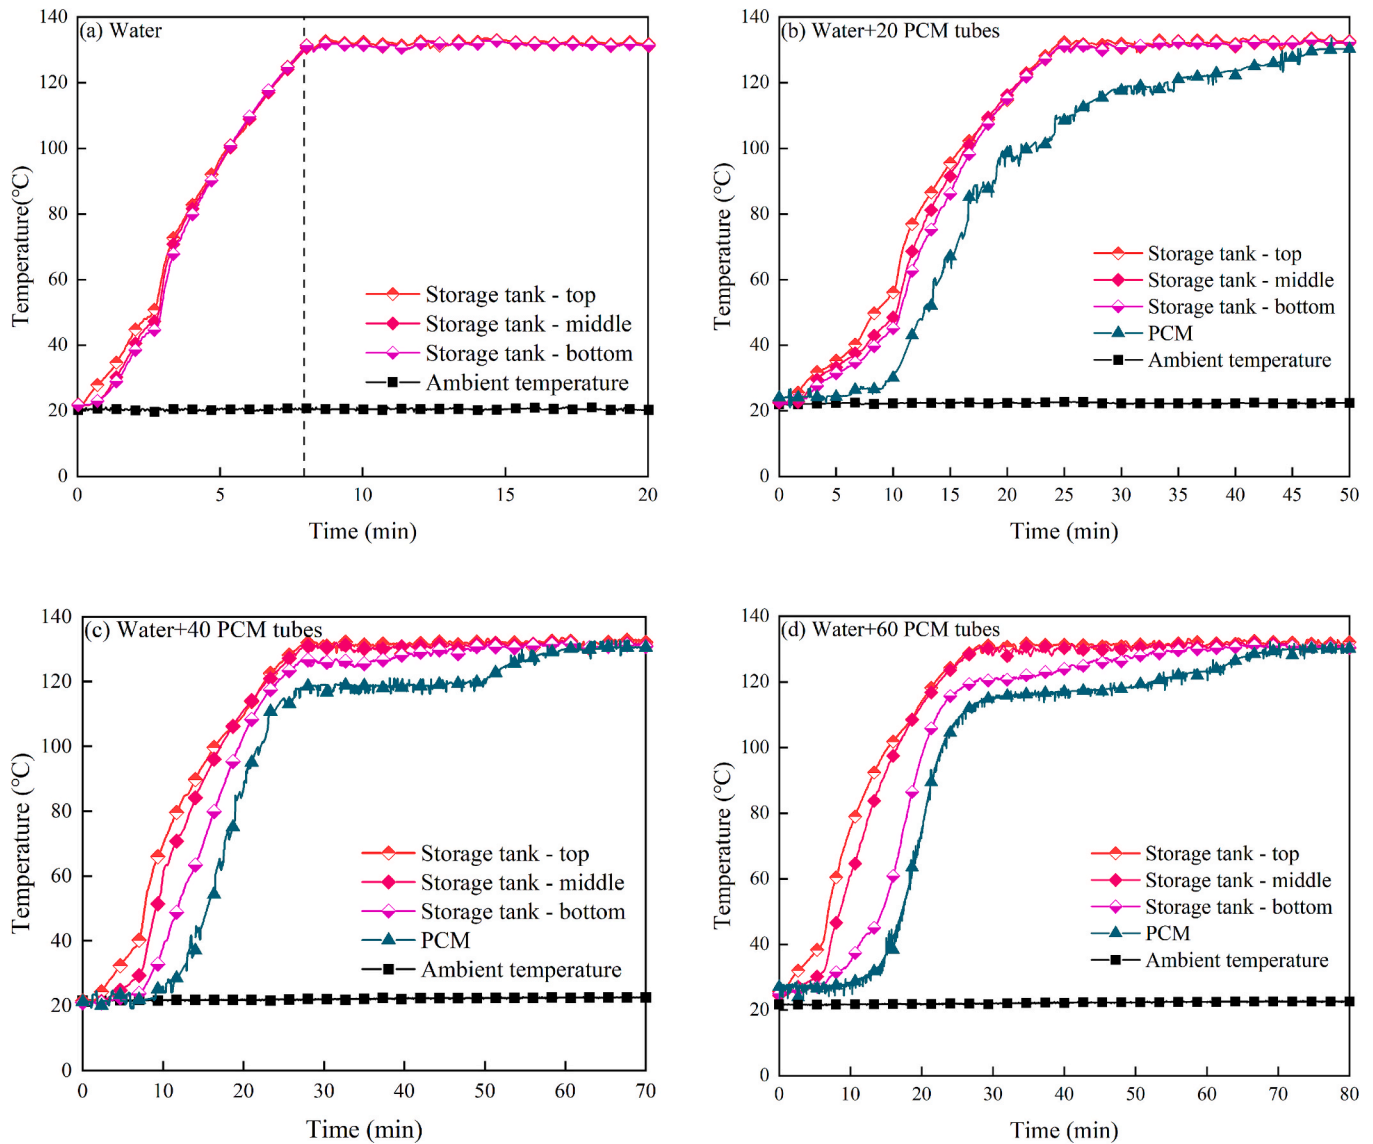 (a) Water
140
120
100
80
60
40
20
0
Temperature(℃)
Storage tank - top
Storage tank - middle
Storage tank - bottom
Ambient temperature
0 5 10 15 20
Time (min)
(b) Water+20 PCM tubes
140
120
100
80
60
40
20
0
Temperature (℃)
Storage tank - top
Storage tank - middle
Storage tank - bottom
PCM
Ambient temperature
0 5 10 15 20 25 30 35 40 45 50
Time (min)
(c) Water+40 PCM tubes
140
120
100
80
60
40
20
0
Temperature (℃)
Storage tank - top
Storage tank - middle
Storage tank - bottom
PCM
Ambient temperature
0 10 20 30 40 50 60 70
Time (min)
(d) Water+60 PCM tubes
140
120
100
80
60
40
20
0
Temperature (℃)
Storage tank - top
Storage tank - middle
Storage tank - bottom
PCM
Ambient temperature
0 10 20 30 40 50 60 70 80
Time (min)